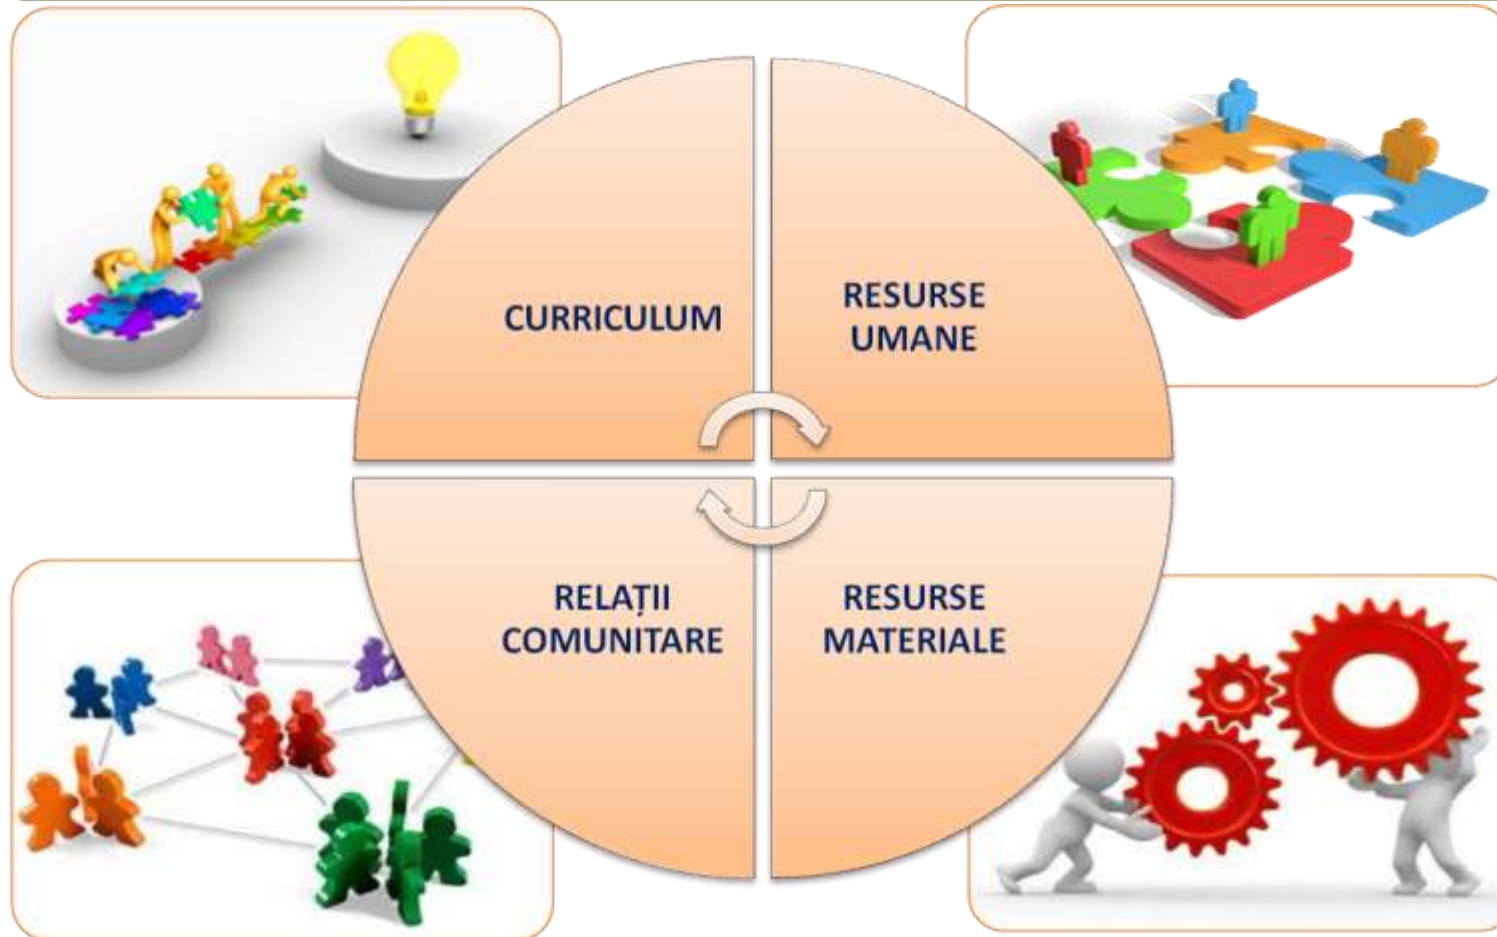 CURRICULUM
RESURSE
UMANE
RELAȚII
COMUNITARE
RESURSE
MATERIALE